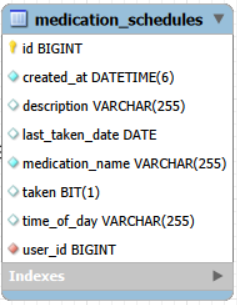 medication_schedules
id BIGINT
created_at DATETIME(6)
description VARCHAR(255)
last_taken_date DATE
medication_name VARCHAR(255)
taken BIT(1)
time_of_day VARCHAR(255)
user_id BIGINT
Indexes